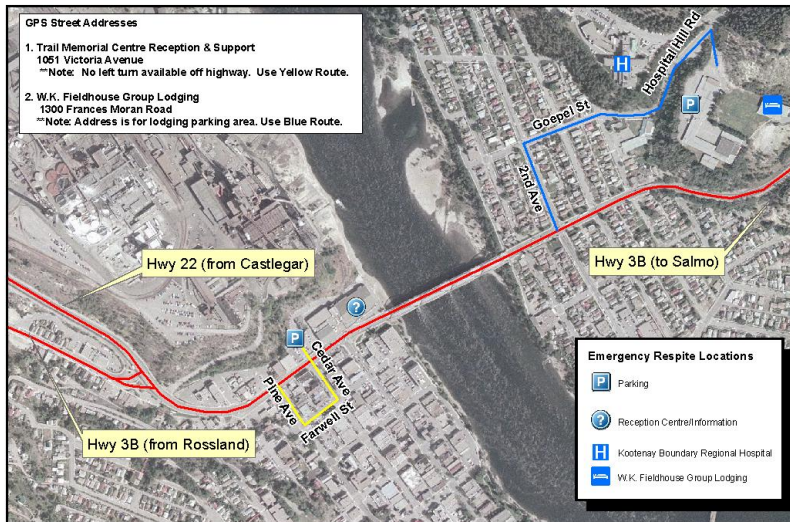 GPS Street Addresses
1. Trail Memorial Centre Reception & Support
1051 Victoria Avenue
**Note: No left turn available off highway. Use Yellow Route.
2. W.K. Fieldhouse Group Lodging
1300 Frances Moran Road
**Note: Address is for lodging parking area. Use Blue Route.
Hospital Hill Rd
H
P
Goepel St
2nd Ave
Hwy 22 (from Castlegar)
Hwy 3B (to Salmo)
?
P
Cedar Ave
Pine Ave
Farwell St
Hwy 3B (from Rossland)
Emergency Respite Locations
P Parking
? Reception Centre/Information
H Kootenay Boundary Regional Hospital
W.K. Fieldhouse Group Lodging